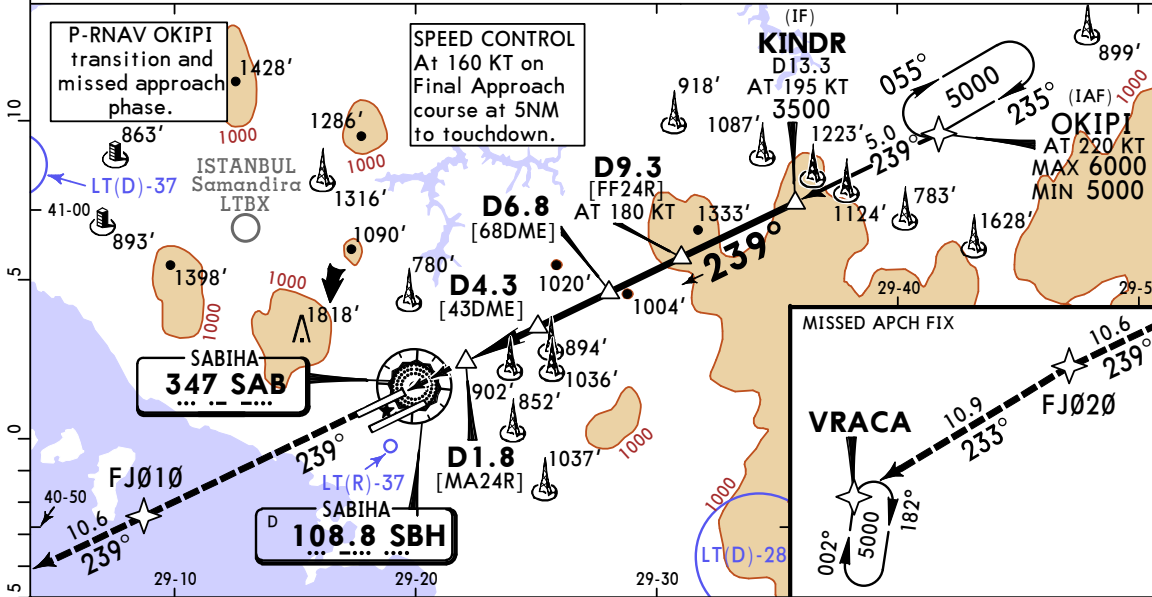 P-RNAV OKIPI
transition and
missed approach
phase.
SPEED CONTROL
At 160 KT on
Final Approach
course at 5NM
to touchdown.
(IF)
KINDR
D13.3
AT 195 KT
3500
(IAF)
OKIPI
AT 220 KT
MAX 6000
MIN 5000
055°
5000
235°
5.0
239°
899'
1000
918'
1087'
1223'
1124'
783'
1628'
1428'
1000
1286'
1000
863'
LT(D)-37
ISTANBUL
Samandira
LTBX
1316'
41-00
893'
1090'
1398'
1000
1000
1818'
780'
D9.3
[FF24R]
AT 180 KT
1333'
D6.8
[68DME]
1020'
1004'
239°
D4.3
[43DME]
894'
1036'
902'
852'
1037'
1000
1000
D1.8
[MA24R]
SABIHA
347 SAB
239°
LT(R)-37
SABIHA
D
108.8 SBH
FJ010
40-50
10.6
239°
LT(D)-28
29-10
29-20
29-30
29-40
29-50
10
5
0
5
MISSED APCH FIX
10.6
239°
FJ020
10.9
233°
VRACA
002°
5000
182°